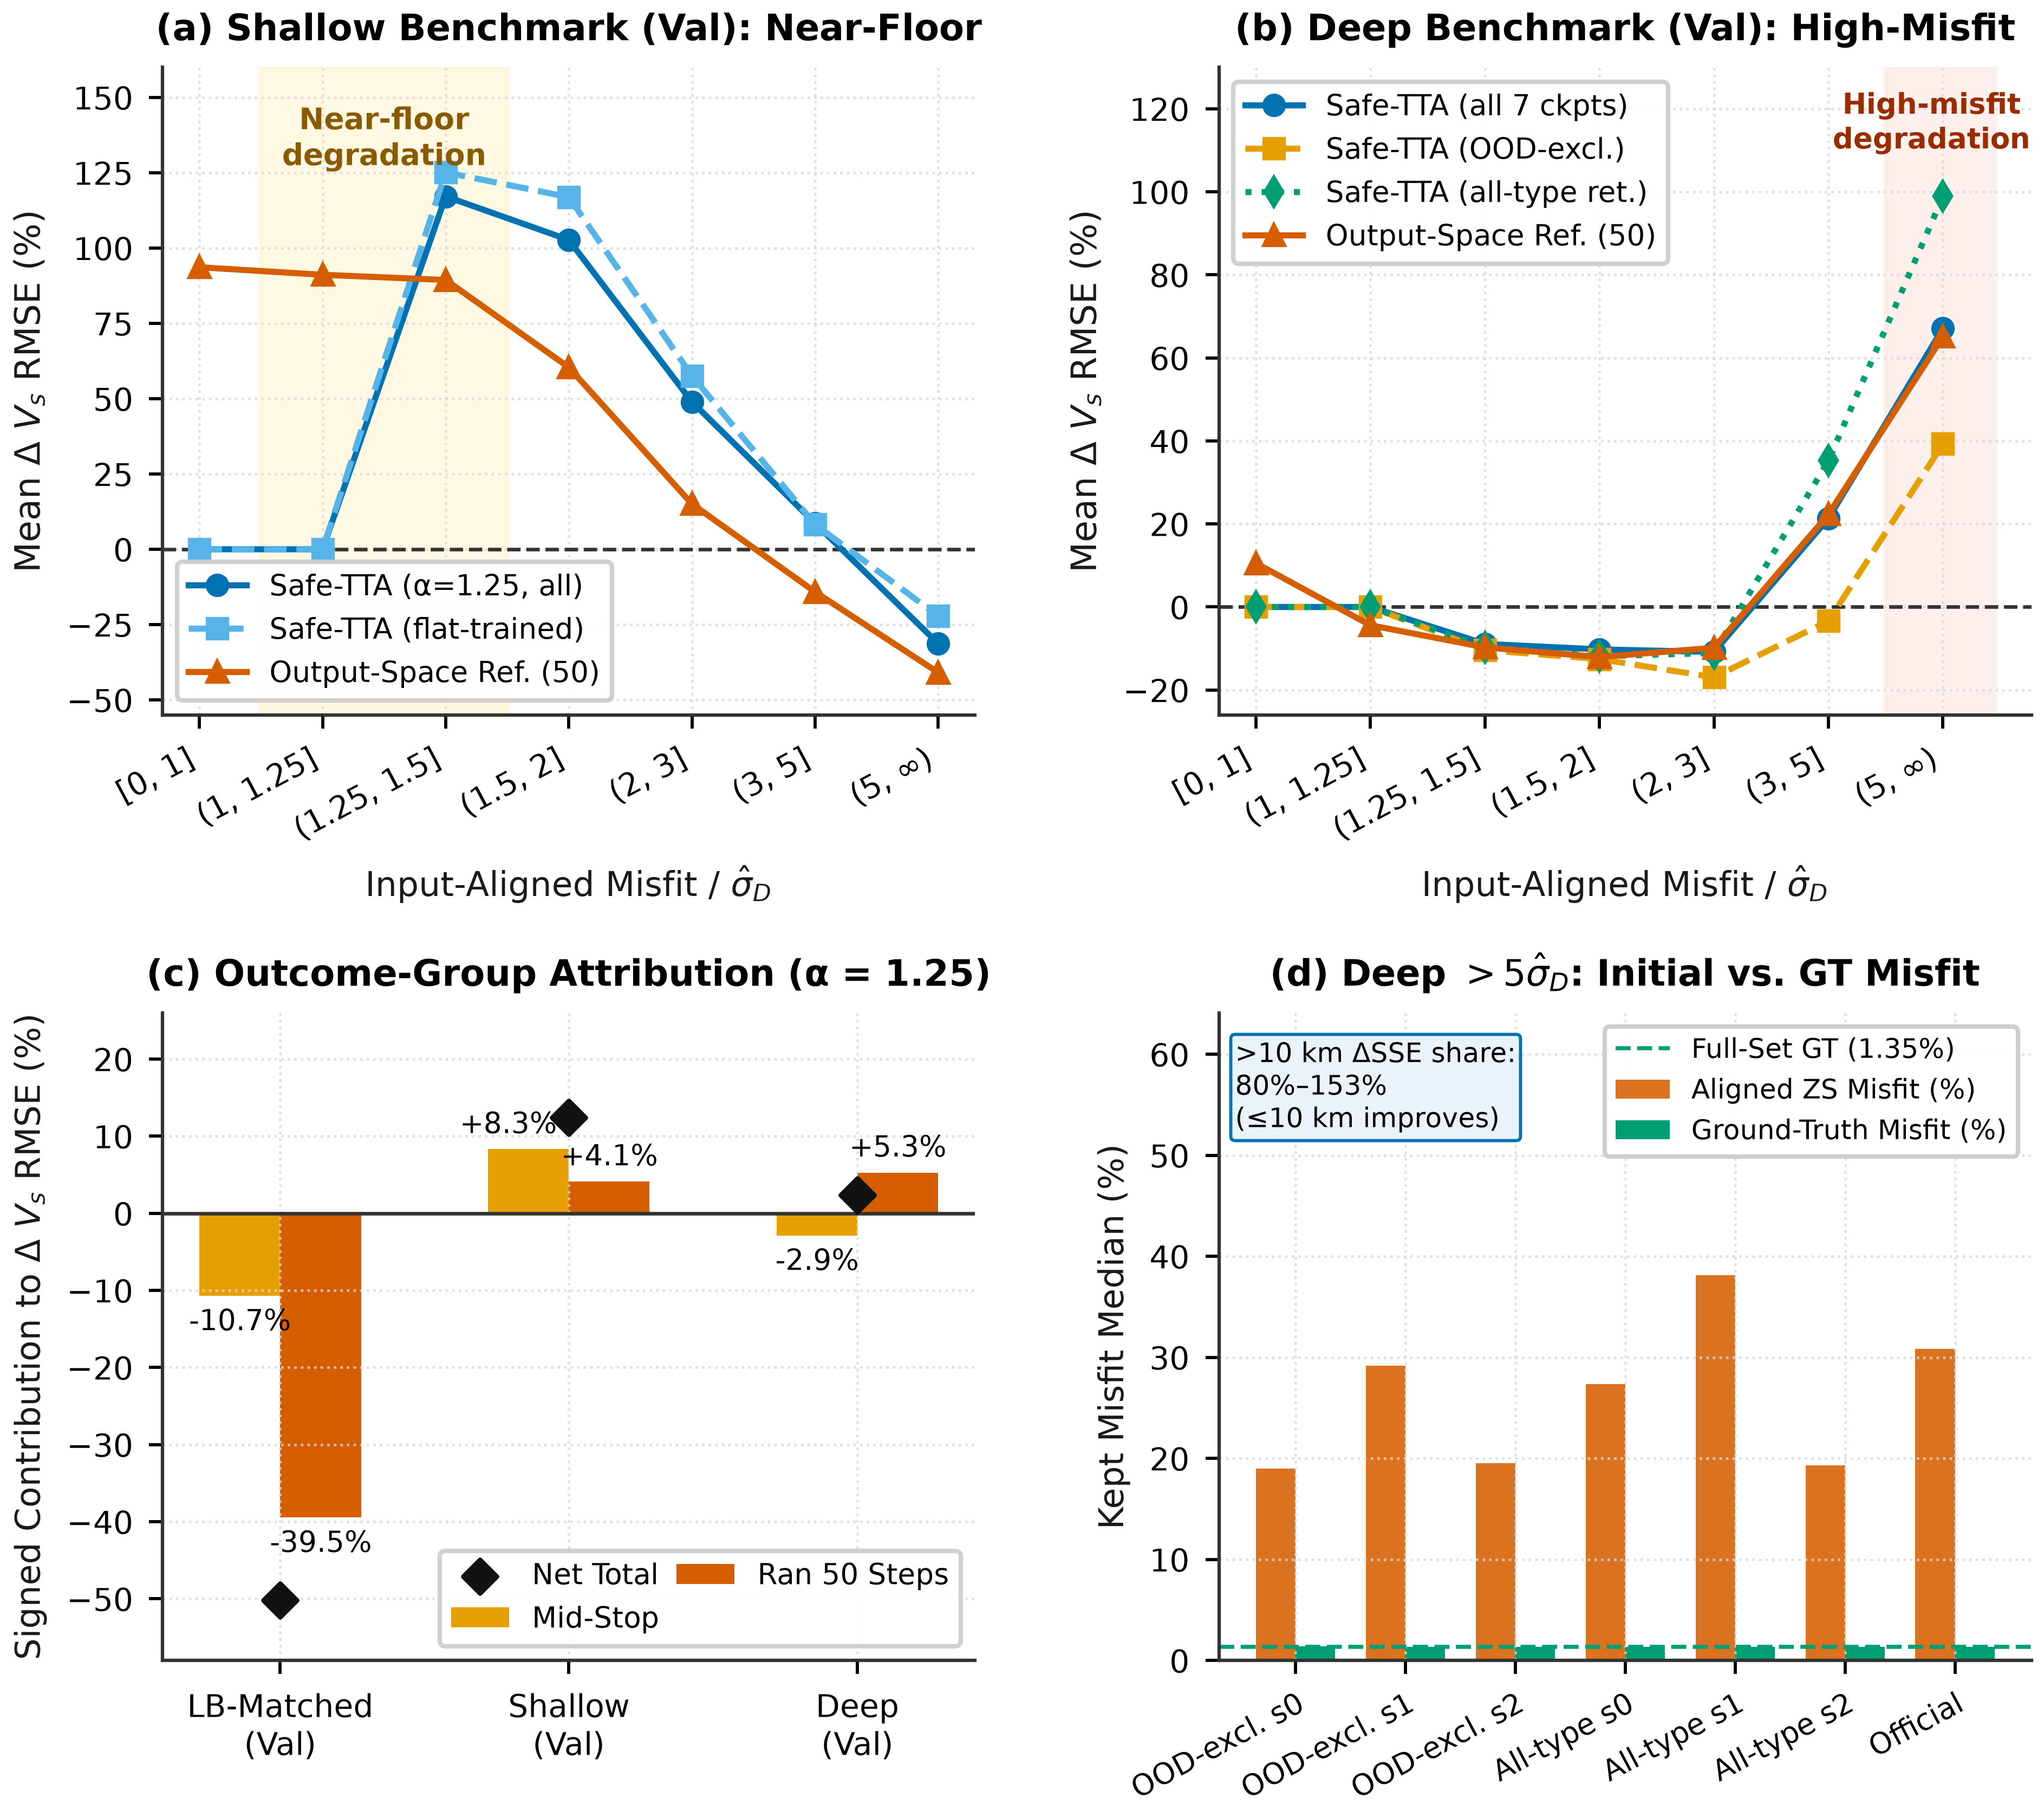 (a) Shallow Benchmark (Val): Near-Floor
Mean Δ V_s RMSE (%)
150
125
100
75
50
25
0
−25
−50
Near-floor
degradation
Safe-TTA (α=1.25, all)
Safe-TTA (flat-trained)
Output-Space Ref. (50)
[0, 1]
(1, 1.25]
(1.25, 1.5]
(1.5, 2]
(2, 3]
(3, 5]
(5, ∞)
Input-Aligned Misfit / σ̂_D
(b) Deep Benchmark (Val): High-Misfit
Mean Δ V_s RMSE (%)
120
100
80
60
40
20
0
−20
Safe-TTA (all 7 ckpts)
Safe-TTA (OOD-excl.)
Safe-TTA (all-type ret.)
Output-Space Ref. (50)
High-misfit
degradation
[0, 1]
(1, 1.25]
(1.25, 1.5]
(1.5, 2]
(2, 3]
(3, 5]
(5, ∞)
Input-Aligned Misfit / σ̂_D
(c) Outcome-Group Attribution (α = 1.25)
Signed Contribution to Δ V_s RMSE (%)
20
10
0
−10
−20
−30
−40
−50
-10.7%
-39.5%
+8.3%
+4.1%
-2.9%
+5.3%
Net Total
Mid-Stop
Ran 50 Steps
LB-Matched
(Val)
Shallow
(Val)
Deep
(Val)
(d) Deep >5σ̂_D: Initial vs. GT Misfit
Kept Misfit Median (%)
60
50
40
30
20
10
0
>10 km ΔSSE share:
80%–153%
(≤10 km improves)
Full-Set GT (1.35%)
Aligned ZS Misfit (%)
Ground-Truth Misfit (%)
OOD-excl. s0
OOD-excl. s1
OOD-excl. s2
All-type s0
All-type s1
All-type s2
Official